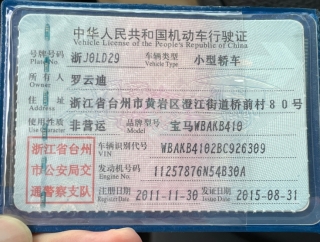 中华人民共和国机动车行驶证
Vehicle License of the People's Republic of China
号牌号码 浙J0LD29 车辆类型 小型轿车
Plate No. Vehicle Type
所有人 罗云迪
Owner
住址 浙江省台州市黄岩区澄江街道桥前村80号
Address
使用性质 非营运 品牌型号 宝马WBAKB410
Use Character Model
浙江省台 车辆识别代号 WBAKB4102BC926309
VIN
州市公安局交 发动机号码 11257876N54B30A
Engine No.
通警察支队 注册日期 2011-11-30 发证日期 2015-08-31
Register Date Issue Date